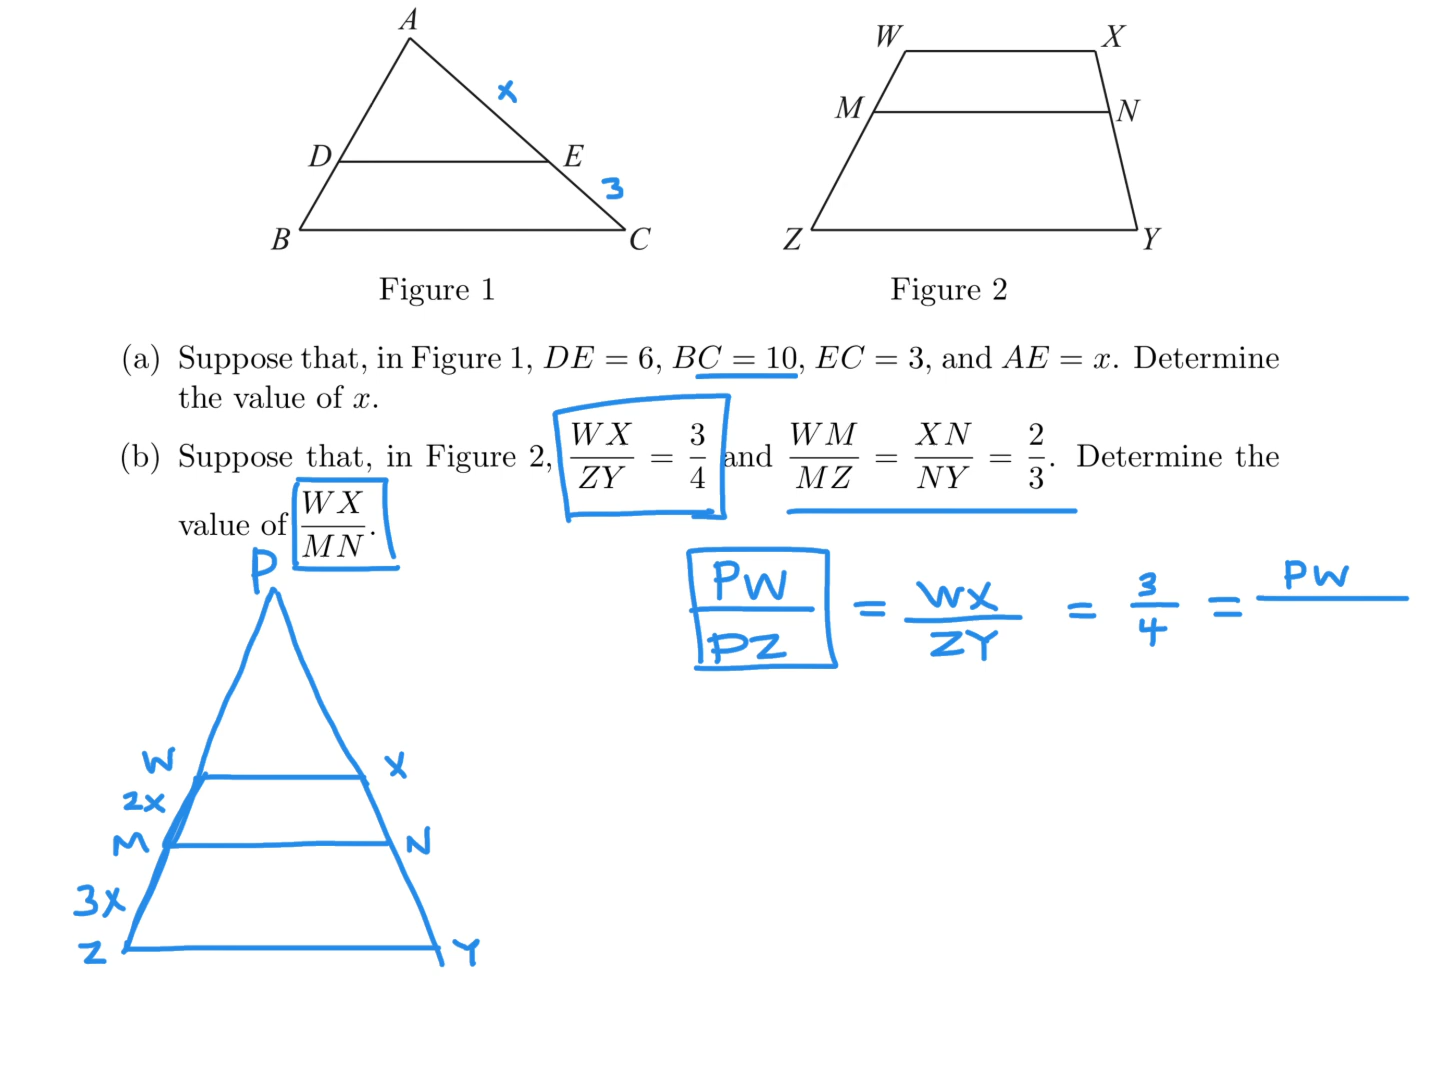 A
W X
x
M N
D E
3
B C Z Y
Figure 1 Figure 2
(a) Suppose that, in Figure 1, DE = 6, BC = 10, EC = 3, and AE = x. Determine
the value of x.
(b) Suppose that, in Figure 2, WX/ZY = 3/4 and WM/MZ = XN/NY = 2/3. Determine the
value of WX/MN.
P
PW/PZ = WX/ZY = 3/4 = PW
W X
2x
M N
3x
Z Y